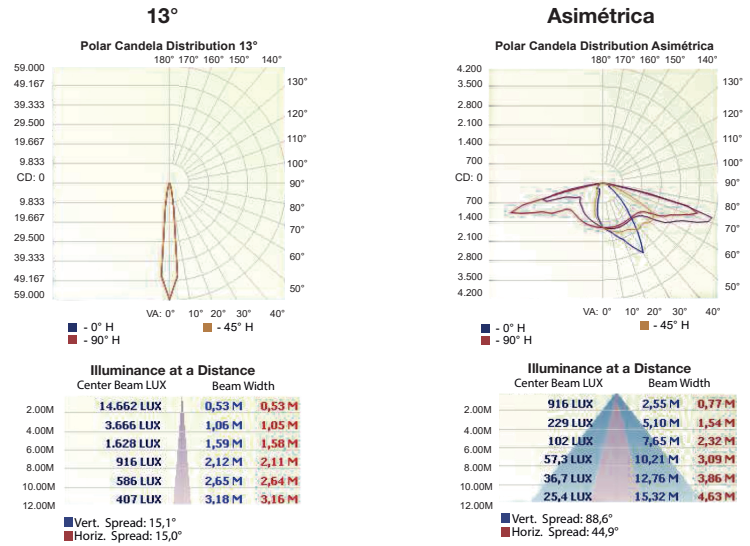 13°
Polar Candela Distribution 13°
180° 170° 160° 150° 140°
59.000
49.167
39.333
29.500
19.667
9.833
CD: 0
9.833
19.667
29.500
39.333
49.167
59.000
130°
120°
110°
100°
90°
80°
70°
60°
50°
VA: 0° 10° 20° 30° 40°
- 0° H
- 45° H
- 90° H
Illuminance at a Distance
Center Beam LUX Beam Width
14.662 LUX 0,53 M 0,53 M
2.00M
3.666 LUX 1,06 M 1,05 M
4.00M
1.628 LUX 1,59 M 1,58 M
6.00M
916 LUX 2,12 M 2,11 M
8.00M
586 LUX 2,65 M 2,64 M
10.00M
407 LUX 3,18 M 3,16 M
12.00M
Vert. Spread: 15,1°
Horiz. Spread: 15,0°
Asimétrica
Polar Candela Distribution Asimétrica
180° 170° 160° 150° 140°
4.200
3.500
2.800
2.100
1.400
700
CD: 0
700
1.400
2.100
2.800
3.500
4.200
130°
120°
110°
100°
90°
80°
70°
60°
50°
VA: 0° 10° 20° 30° 40°
- 0° H
- 45° H
- 90° H
Illuminance at a Distance
Center Beam LUX Beam Width
916 LUX 2,55 M 0,77 M
2.00M
229 LUX 5,10 M 1,54 M
4.00M
102 LUX 7,65 M 2,32 M
6.00M
57,3 LUX 10,21 M 3,09 M
8.00M
36,7 LUX 12,76 M 3,86 M
10.00M
25,4 LUX 15,32 M 4,63 M
12.00M
Vert. Spread: 88,6°
Horiz. Spread: 44,9°